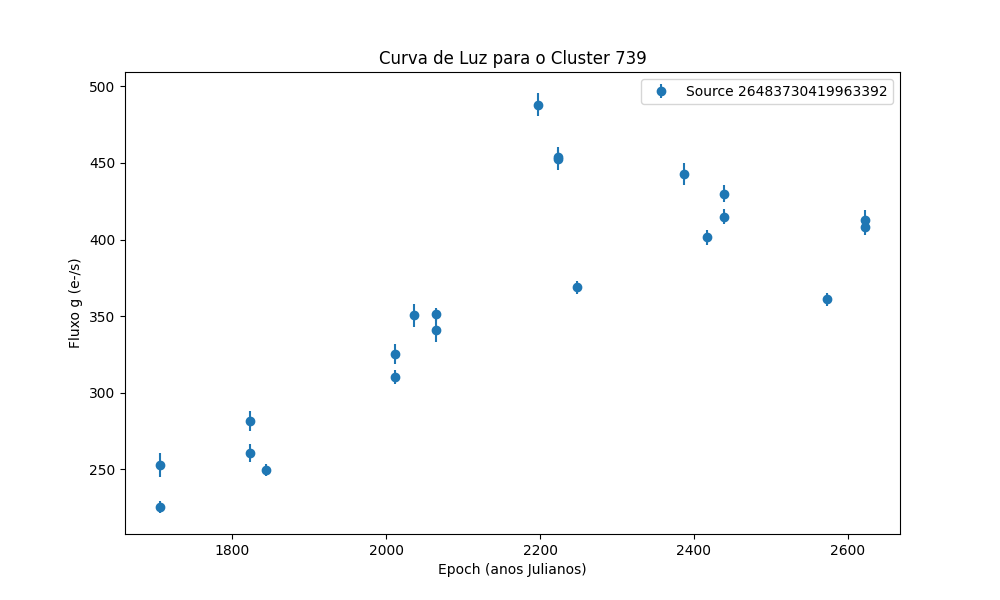 Curva de Luz para o Cluster 739
Source 26483730419963392
500
450
400
350
300
250
Fluxo g (e-/s)
1800 2000 2200 2400 2600
Epoch (anos Julianos)